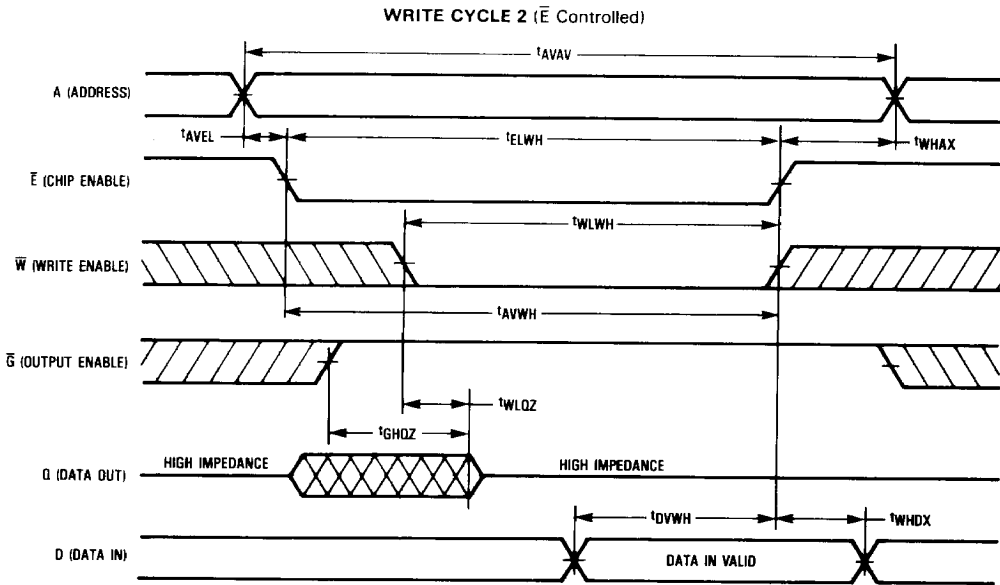 WRITE CYCLE 2 (E̅ Controlled)
tAVAV
A (ADDRESS)
tAVEL
tELWH
tWHAX
E̅ (CHIP ENABLE)
tWLWH
W̅ (WRITE ENABLE)
tAVWH
G̅ (OUTPUT ENABLE)
tWLQZ
tGHQZ
HIGH IMPEDANCE
HIGH IMPEDANCE
Q (DATA OUT)
tDVWH
tWHDX
D (DATA IN)
DATA IN VALID